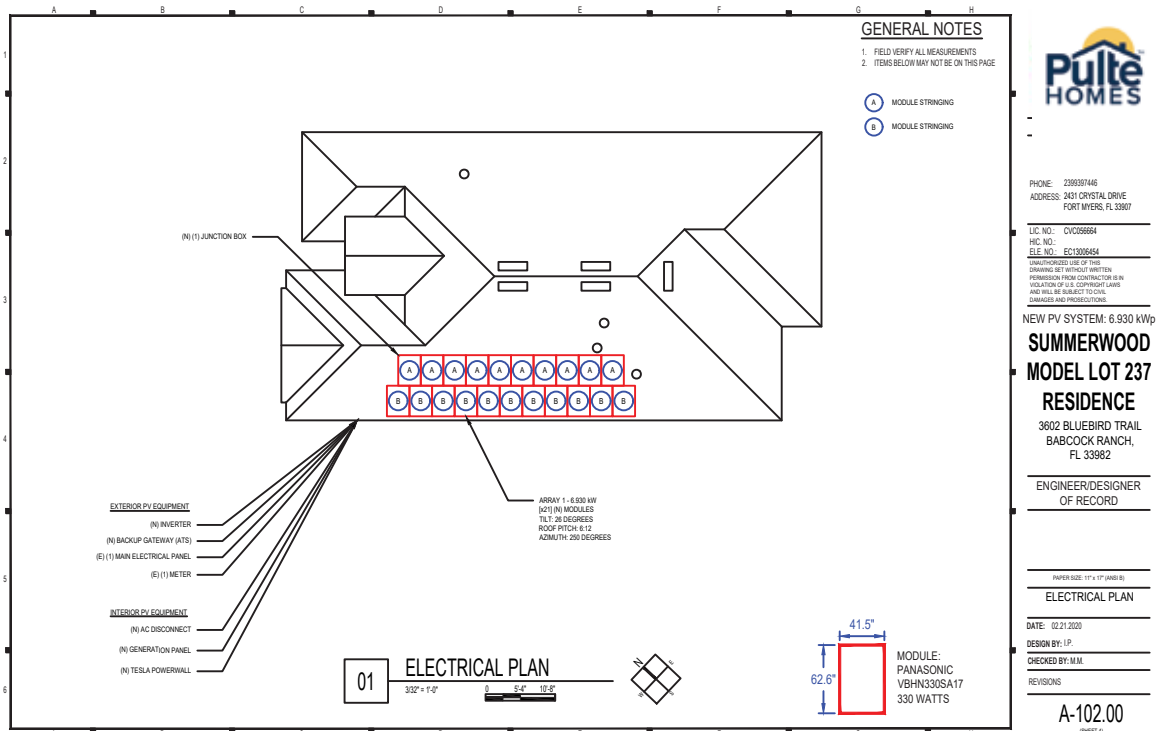 A B C D E F G H
1
2
3
4
5
6
GENERAL NOTES
1. FIELD VERIFY ALL MEASUREMENTS
2. ITEMS BELOW MAY NOT BE ON THIS PAGE
A MODULE STRINGING
B MODULE STRINGING
(N) (1) JUNCTION BOX
A A A A A A A A A A
B B B B B B B B B B B
ARRAY 1 - 6.930 kW
[x21] (N) MODULES
TILT: 26 DEGREES
ROOF PITCH: 6:12
AZIMUTH: 250 DEGREES
EXTERIOR PV EQUIPMENT
(N) INVERTER
(N) BACKUP GATEWAY (ATS)
(E) (1) MAIN ELECTRICAL PANEL
(E) (1) METER
INTERIOR PV EQUIPMENT
(N) AC DISCONNECT
(N) GENERATION PANEL
(N) TESLA POWERWALL
01
ELECTRICAL PLAN
3/32" = 1'-0"
0 5'-4" 10'-8"
N
41.5"
62.6"
MODULE:
PANASONIC
VBHN330SA17
330 WATTS
Pulte
HOMES
PHONE: 2399397446
ADDRESS: 2431 CRYSTAL DRIVE
FORT MYERS, FL 33907
LIC. NO.: CVC056664
HIC. NO.:
ELE. NO.: EC13006454
UNAUTHORIZED USE OF THIS
DRAWING SET WITHOUT WRITTEN
PERMISSION FROM CONTRACTOR IS IN
VIOLATION OF U.S. COPYRIGHT LAWS
AND WILL BE SUBJECT TO CIVIL
DAMAGES AND PROSECUTIONS.
NEW PV SYSTEM: 6.930 kWp
SUMMERWOOD
MODEL LOT 237
RESIDENCE
3602 BLUEBIRD TRAIL
BABCOCK RANCH,
FL 33982
ENGINEER/DESIGNER
OF RECORD
PAPER SIZE: 11" x 17" (ANSI B)
ELECTRICAL PLAN
DATE: 02.21.2020
DESIGN BY: I.P.
CHECKED BY: M.M.
REVISIONS
A-102.00